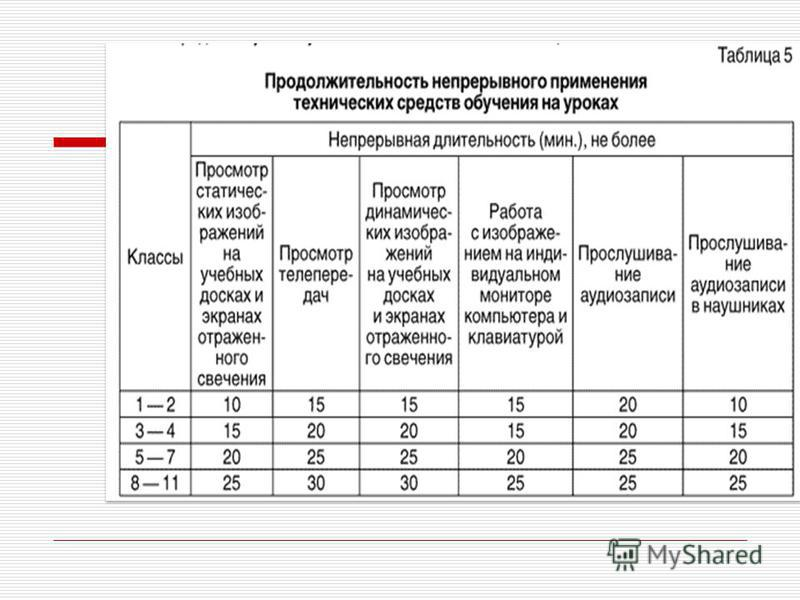 Таблица 5
Продолжительность непрерывного применения
технических средств обучения на уроках
Классы
Непрерывная длительность (мин.), не более
Просмотр
статичес-
ких изоб-
ражений
на
учебных
досках и
экранах
отражен-
ного
свечения
Просмотр
телепере-
дач
Просмотр
динамичес-
ких изобра-
жений
на учебных
досках
и экранах
отраженно-
го свечения
Работа
с изображе-
нием на инди-
видуальном
мониторе
компьютера и
клавиатурой
Прослушива-
ние
аудиозаписи
Прослушива-
ние
аудиозаписи
в наушниках
1 — 2 10 15 15 15 20 10
3 — 4 15 20 20 15 20 15
5 — 7 20 25 25 20 25 20
8 — 11 25 30 30 25 25 25
MyShared